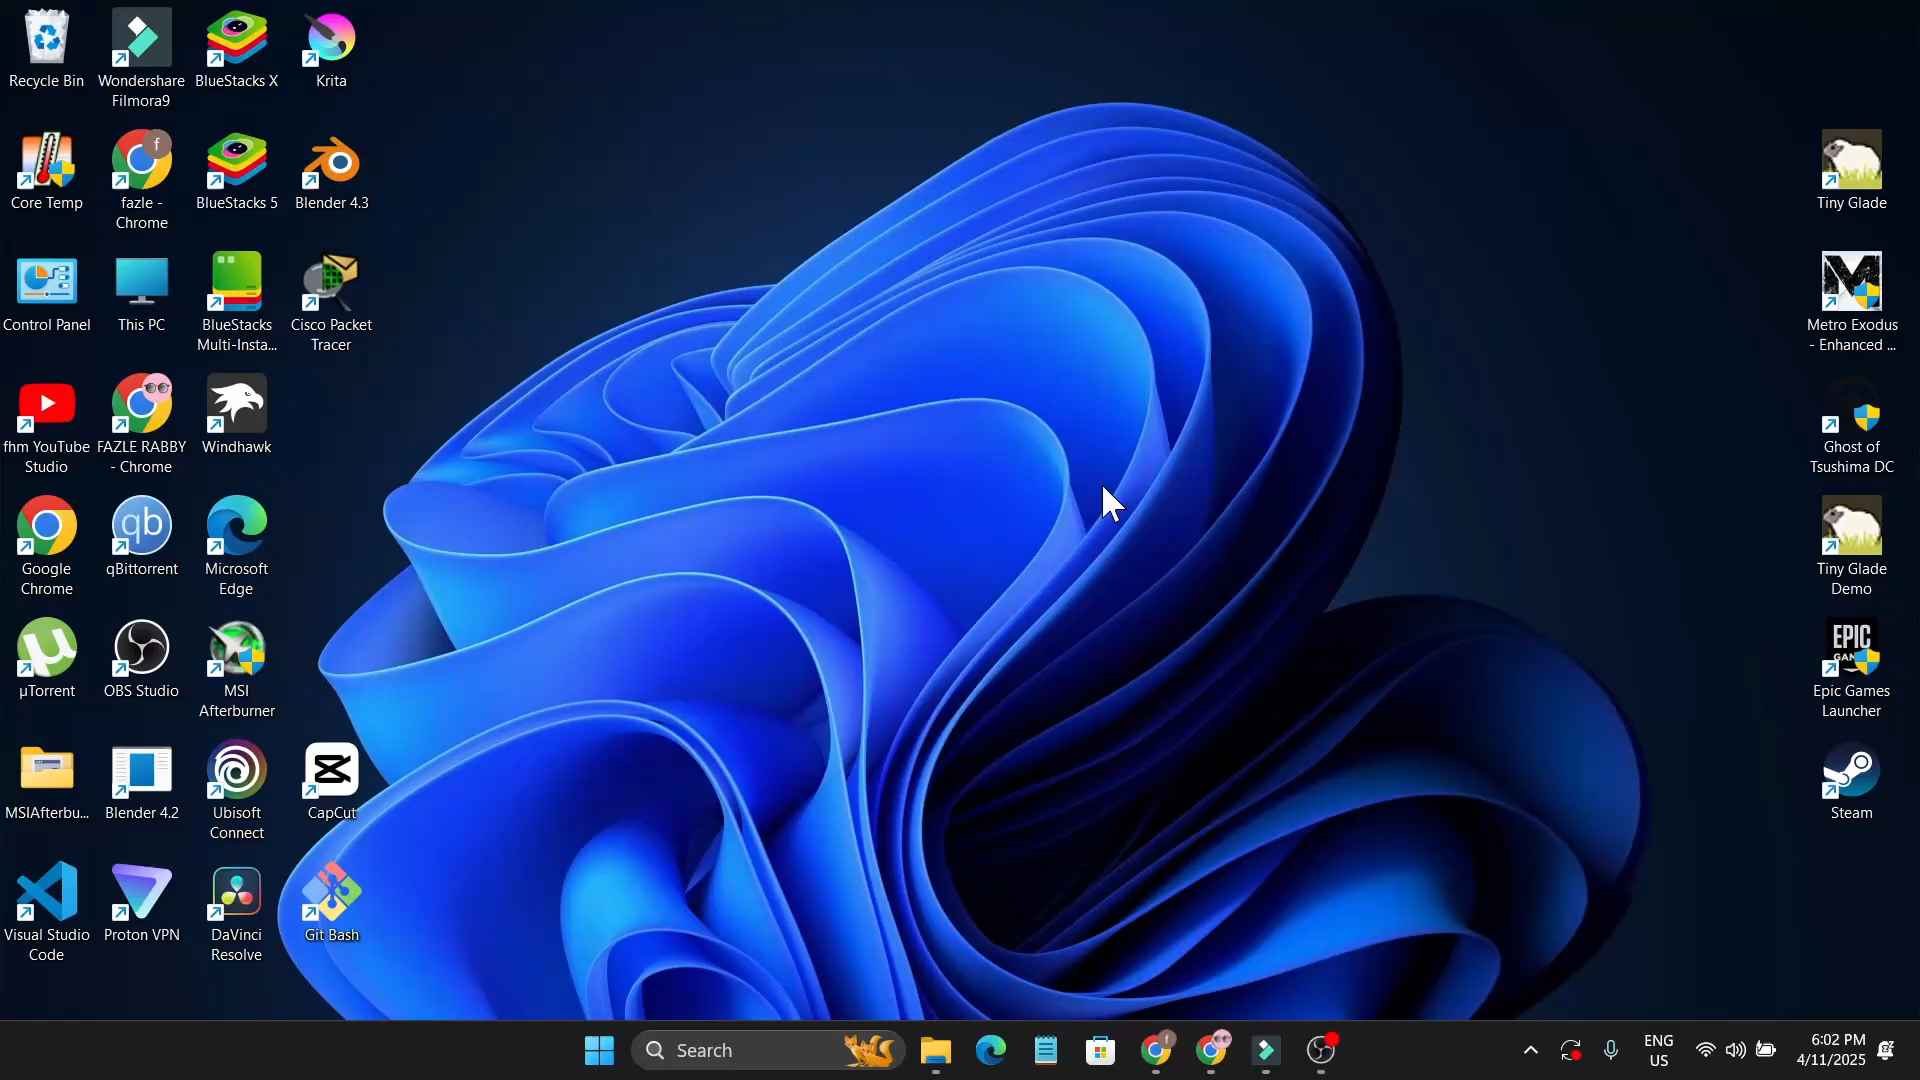 Recycle Bin
Wondershare
Filmora9
BlueStacks X
Krita
Core Temp
f
fazle -
Chrome
BlueStacks 5
Blender 4.3
Control Panel
This PC
BlueStacks
Multi-Insta...
Cisco Packet
Tracer
fhm YouTube
Studio
FAZLE RABBY
- Chrome
Windhawk
Google
Chrome
qb
qBittorrent
Microsoft
Edge
µTorrent
OBS Studio
MSI
Afterburner
MSIAfterbu...
Blender 4.2
Ubisoft
Connect
CapCut
Visual Studio
Code
Proton VPN
DaVinci
Resolve
Git Bash
Tiny Glade
Metro Exodus
- Enhanced ...
Ghost of
Tsushima DC
Tiny Glade
Demo
EPIC
GAMES
Epic Games
Launcher
Steam
Search
f
ENG
US
6:02 PM
4/11/2025